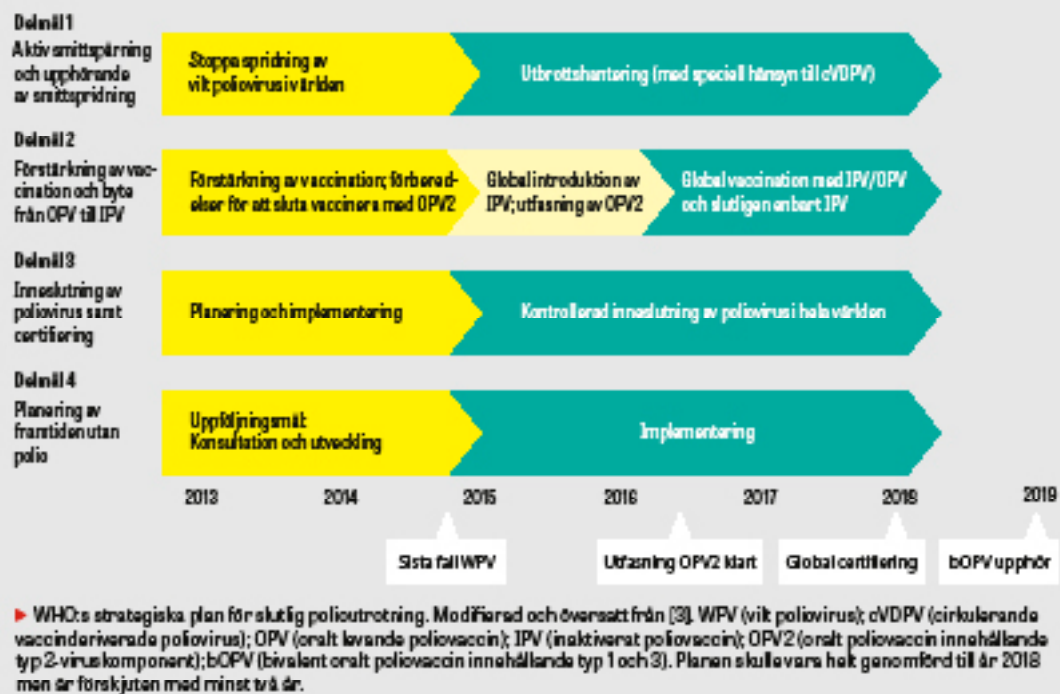 Delmål 1
Aktiv smittspårning
och upphörande
av smittspridning
Stoppa spridning av
vilt poliovirus i världen
Utbrottshantering (med speciell hänsyn till cVDPV)
Delmål 2
Förstärkning av vac-
cination och byte
från OPV till IPV
Förstärkning av vaccination; förbered-
elser för att sluta vaccinera med OPV2
Global introduktion av
IPV; utfasning av OPV2
Global vaccination med IPV/OPV
och slutligen enbart IPV
Delmål 3
Inneslutning av
poliovirus samt
certifiering
Planering och implementering
Kontrollerad inneslutning av poliovirus i hela världen
Delmål 4
Planering av
framtiden utan
polio
Uppföljningsmål:
Konsultation och utveckling
Implementering
2013 2014 2015 2016 2017 2018 2019
Sista fall WPV
Utfasning OPV2 klart
Global certifiering
bOPV upphör
► WHO:s strategiska plan för slutlig polioutrotning. Modifierad och översatt från [3]. WPV (vilt poliovirus); cVDPV (cirkulerande
vaccinderiverade poliovirus); OPV (oralt levande poliovaccin); IPV (inaktiverat poliovaccin); OPV2 (oralt poliovaccin innehållande
typ 2-viruskomponent); bOPV (bivalent oralt poliovaccin innehållande typ 1 och 3). Planen skulle vara helt genomförd till år 2018
men är förskjuten med minst två år.